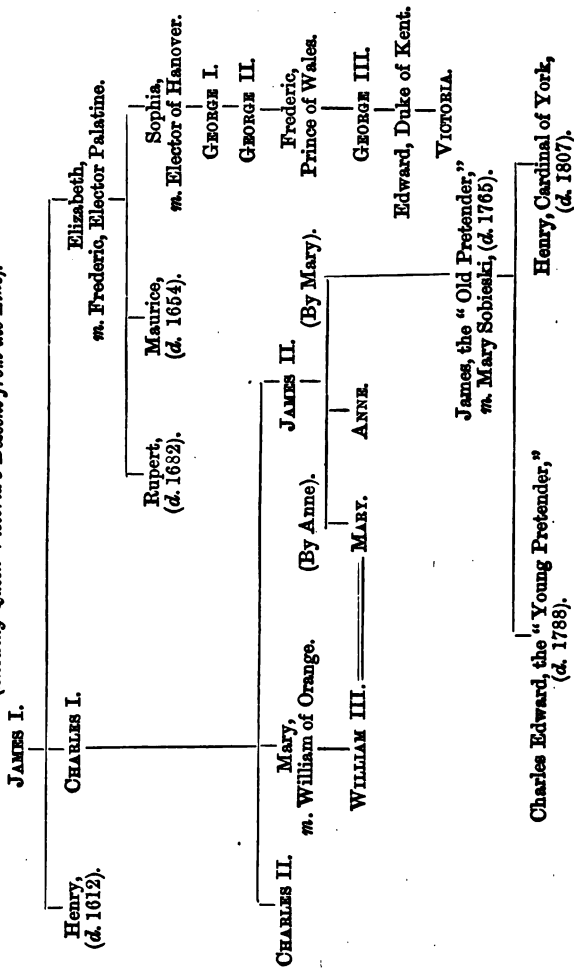 Queen Victoria's Descent from the
JAMES I.
Henry,
(d. 1612).
CHARLES I.
Elizabeth,
m. Frederic, Elector Palatine.
Rupert,
(d. 1682).
Maurice,
(d. 1654).
Sophia,
m. Elector of Hanover.
GEORGE I.
GEORGE II.
Frederic,
Prince of Wales.
GEORGE III.
Edward, Duke of Kent.
VICTORIA.
CHARLES II.
Mary,
m. William of Orange.
WILLIAM III.
JAMES II.
(By Anne).
(By Mary).
MARY.
ANNE.
James, the "Old Pretender,"
m. Mary Sobieski, (d. 1765).
Charles Edward, the "Young Pretender,"
(d. 1788).
Henry, Cardinal of York,
(d. 1807).